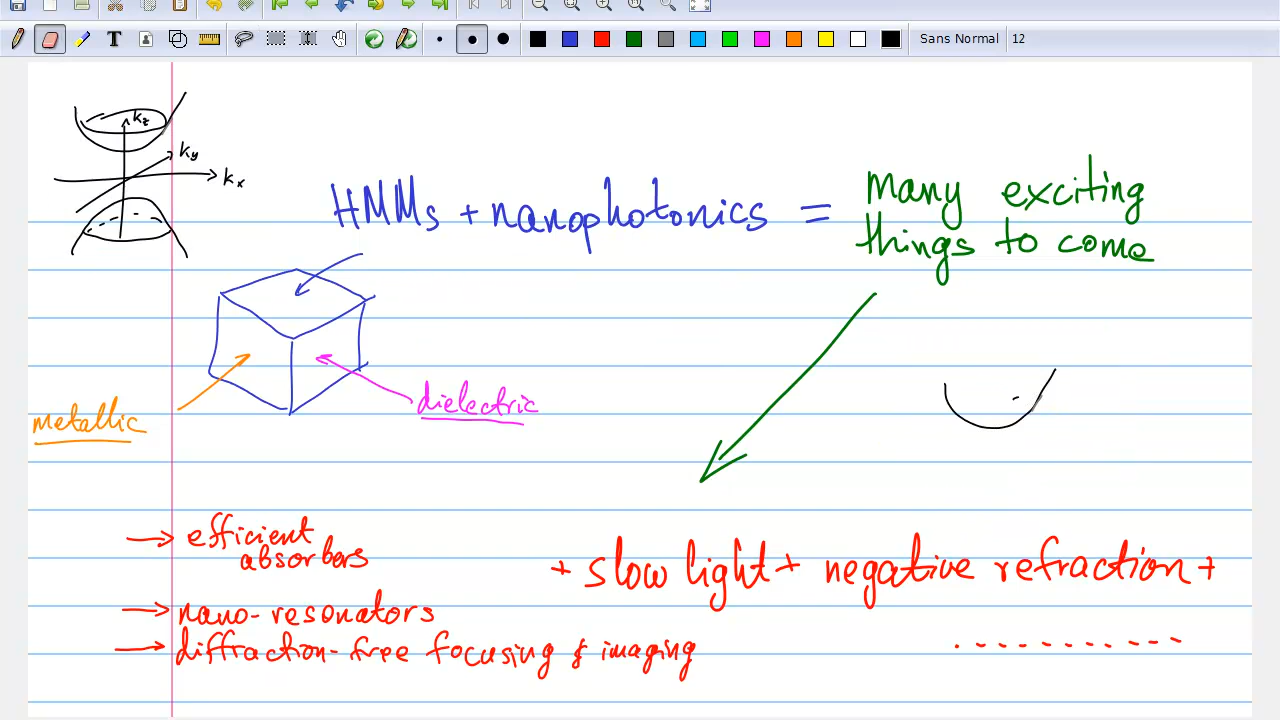 Sans Normal 12
kz
ky
kx
HMMs + nanophotonics = many exciting
things to come
metallic
dielectric
→ efficient
absorbers
+ slow light + negative refraction +
→ nano-resonators
→ diffraction-free focusing & imaging